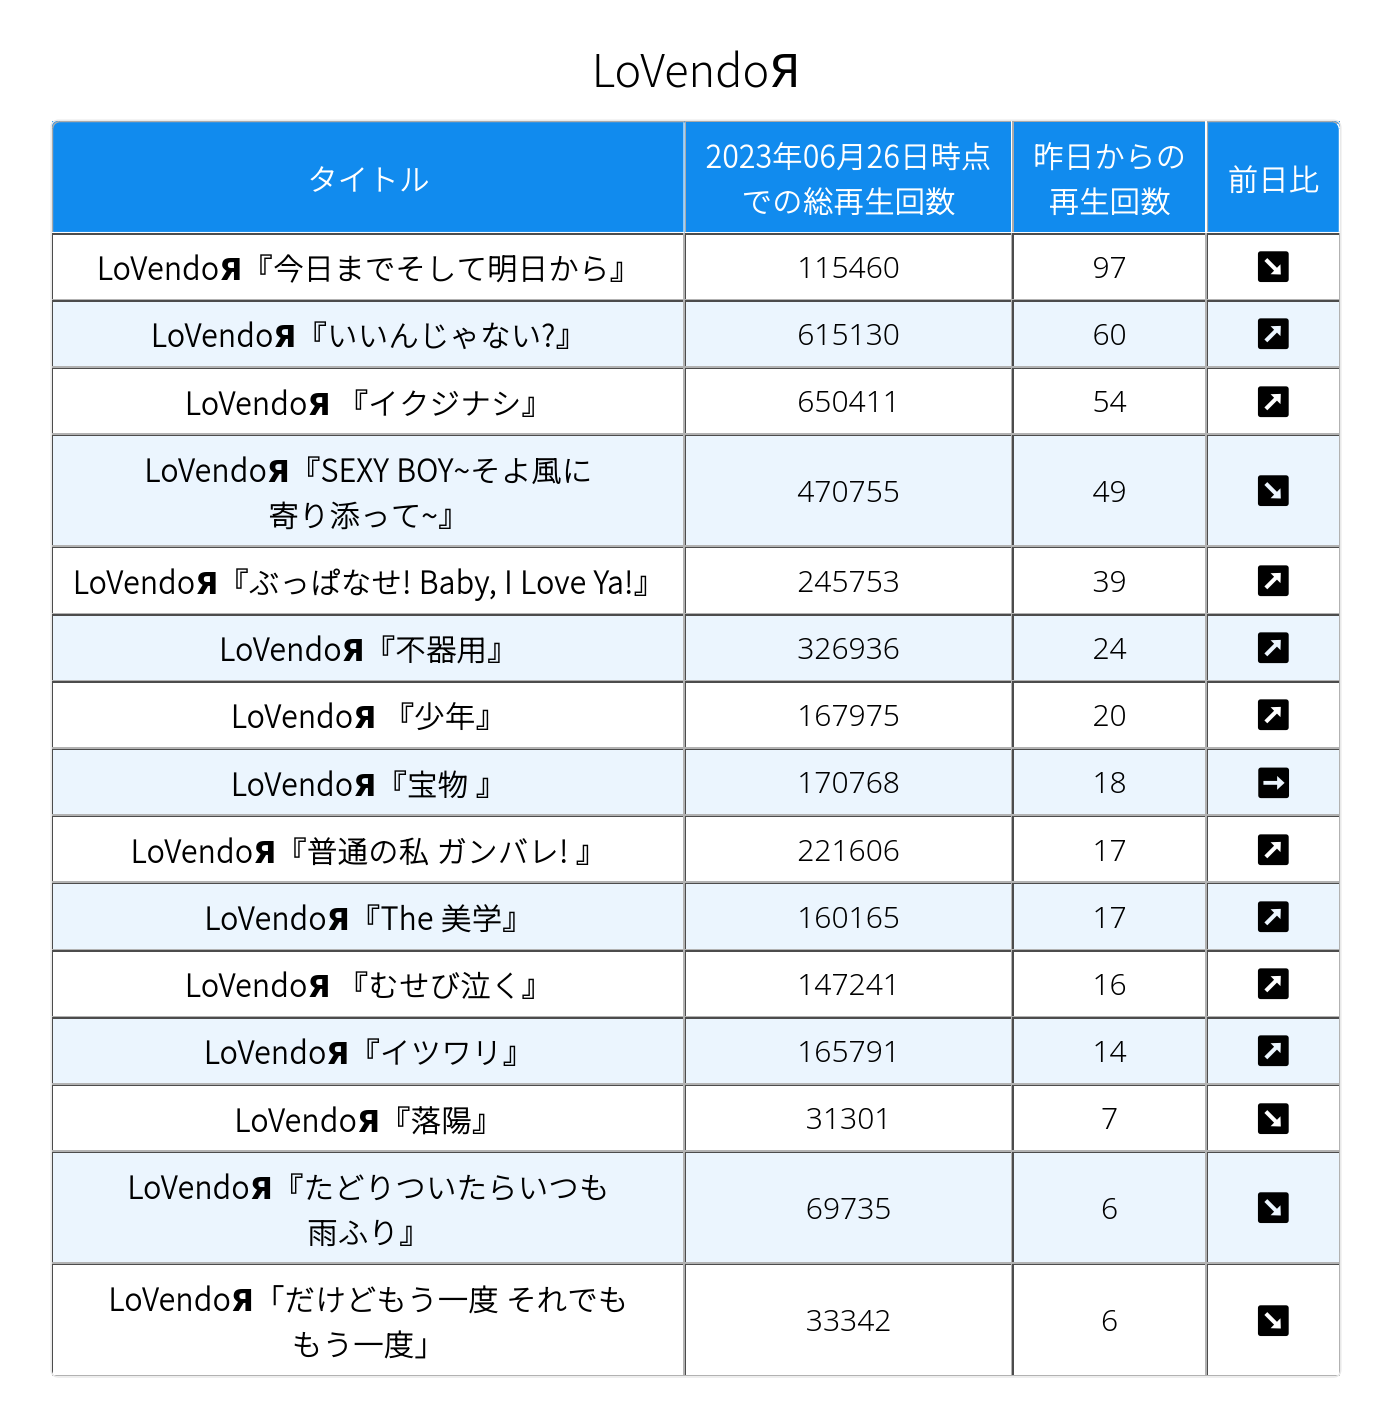 LoVendoЯ
タイトル
2023年06月26日時点
での総再生回数
昨日からの
再生回数
前日比
LoVendoЯ『今日までそして明日から』 115460 97 ↘
LoVendoЯ『いいんじゃない?』 615130 60 ↗
LoVendoЯ 『イクジナシ』 650411 54 ↗
LoVendoЯ『SEXY BOY~そよ風に
寄り添って~』 470755 49 ↘
LoVendoЯ『ぶっぱなせ! Baby, I Love Ya!』 245753 39 ↗
LoVendoЯ『不器用』 326936 24 ↗
LoVendoЯ 『少年』 167975 20 ↗
LoVendoЯ『宝物 』 170768 18 →
LoVendoЯ『普通の私 ガンバレ! 』 221606 17 ↗
LoVendoЯ『The 美学』 160165 17 ↗
LoVendoЯ 『むせび泣く』 147241 16 ↗
LoVendoЯ『イツワリ』 165791 14 ↗
LoVendoЯ『落陽』 31301 7 ↘
LoVendoЯ『たどりついたらいつも
雨ふり』 69735 6 ↘
LoVendoЯ「だけどもう一度 それでも
もう一度」 33342 6 ↘